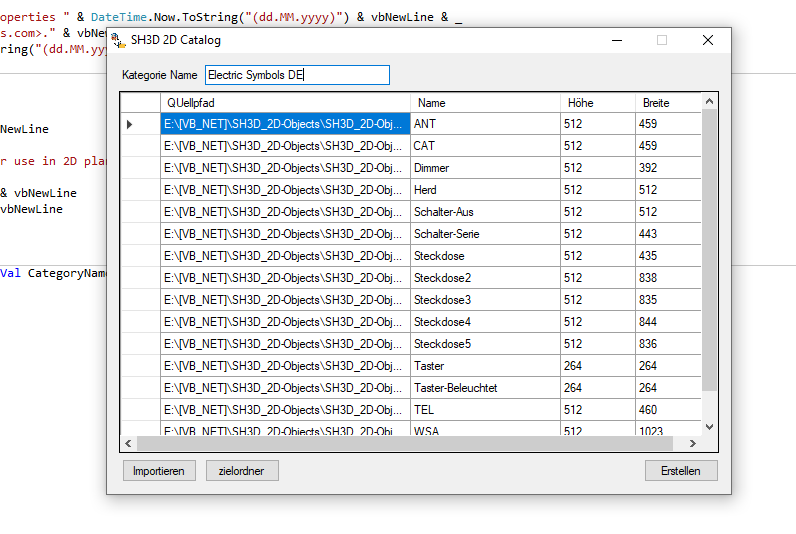 operties " & DateTime.Now.ToString("(dd.MM.yyyy)") & vbNewLine & _
s.com>." & vbNew
ring("(dd.MM.yyy
NewLine
r use in 2D plan
& vbNewLine
vbNewLine
Val CategoryName
SH3D 2D Catalog
Kategorie Name Electric Symbols DE
QUellpfad Name Höhe Breite
E:\[VB_NET]\SH3D_2D-Objects\SH3D_2D-Obj... ANT 512 459
E:\[VB_NET]\SH3D_2D-Objects\SH3D_2D-Obj... CAT 512 459
E:\[VB_NET]\SH3D_2D-Objects\SH3D_2D-Obj... Dimmer 512 392
E:\[VB_NET]\SH3D_2D-Objects\SH3D_2D-Obj... Herd 512 512
E:\[VB_NET]\SH3D_2D-Objects\SH3D_2D-Obj... Schalter-Aus 512 512
E:\[VB_NET]\SH3D_2D-Objects\SH3D_2D-Obj... Schalter-Serie 512 443
E:\[VB_NET]\SH3D_2D-Objects\SH3D_2D-Obj... Steckdose 512 435
E:\[VB_NET]\SH3D_2D-Objects\SH3D_2D-Obj... Steckdose2 512 838
E:\[VB_NET]\SH3D_2D-Objects\SH3D_2D-Obj... Steckdose3 512 835
E:\[VB_NET]\SH3D_2D-Objects\SH3D_2D-Obj... Steckdose4 512 844
E:\[VB_NET]\SH3D_2D-Objects\SH3D_2D-Obj... Steckdose5 512 836
E:\[VB_NET]\SH3D_2D-Objects\SH3D_2D-Obj... Taster 264 264
E:\[VB_NET]\SH3D_2D-Objects\SH3D_2D-Obj... Taster-Beleuchtet 264 264
E:\[VB_NET]\SH3D_2D-Objects\SH3D_2D-Obj... TEL 512 460
E:\[VB_NET]\SH3D_2D-Objects\SH3D_2D-Obj... WSA 512 1023
Importieren zielordner Erstellen